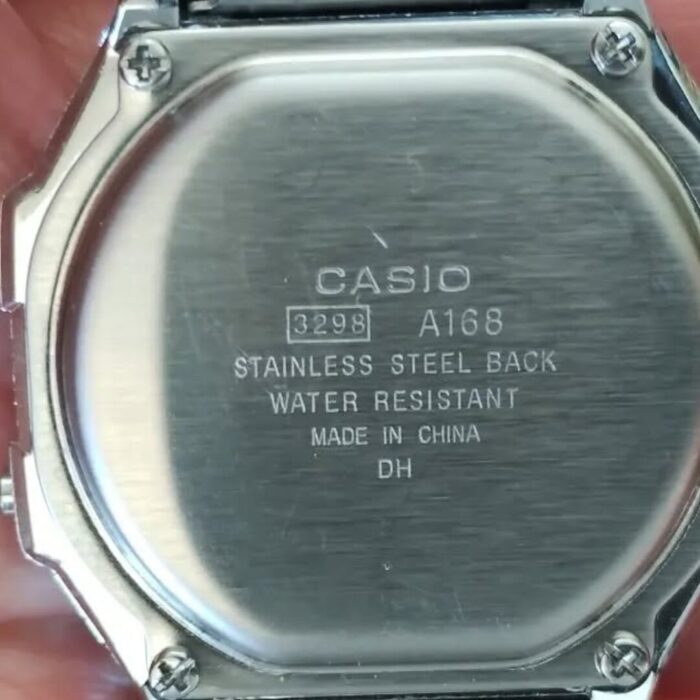 CASIO
3298 A168
STAINLESS STEEL BACK
WATER RESISTANT
MADE IN CHINA
DH